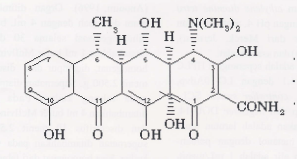 CH₃ OH N(CH₃)₂
H H
8 7 6 5 4 OH
9 3
10 11 12 1 2 CONH₂
OH O OH OH O